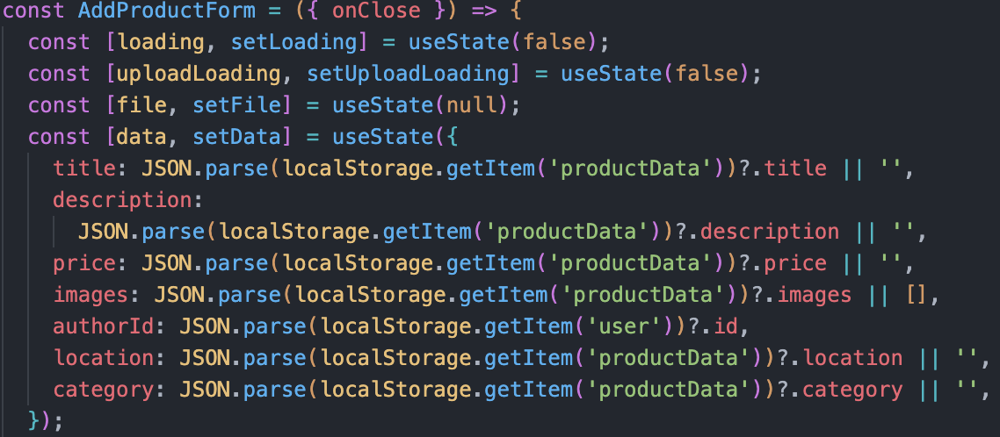 const AddProductForm = ({ onClose }) => {
const [loading, setLoading] = useState(false);
const [uploadLoading, setUploadLoading] = useState(false);
const [file, setFile] = useState(null);
const [data, setData] = useState({
title: JSON.parse(localStorage.getItem('productData'))?.title || '',
description:
JSON.parse(localStorage.getItem('productData'))?.description || '',
price: JSON.parse(localStorage.getItem('productData'))?.price || '',
images: JSON.parse(localStorage.getItem('productData'))?.images || [],
authorId: JSON.parse(localStorage.getItem('user'))?.id,
location: JSON.parse(localStorage.getItem('productData'))?.location || '',
category: JSON.parse(localStorage.getItem('productData'))?.category || '',
});